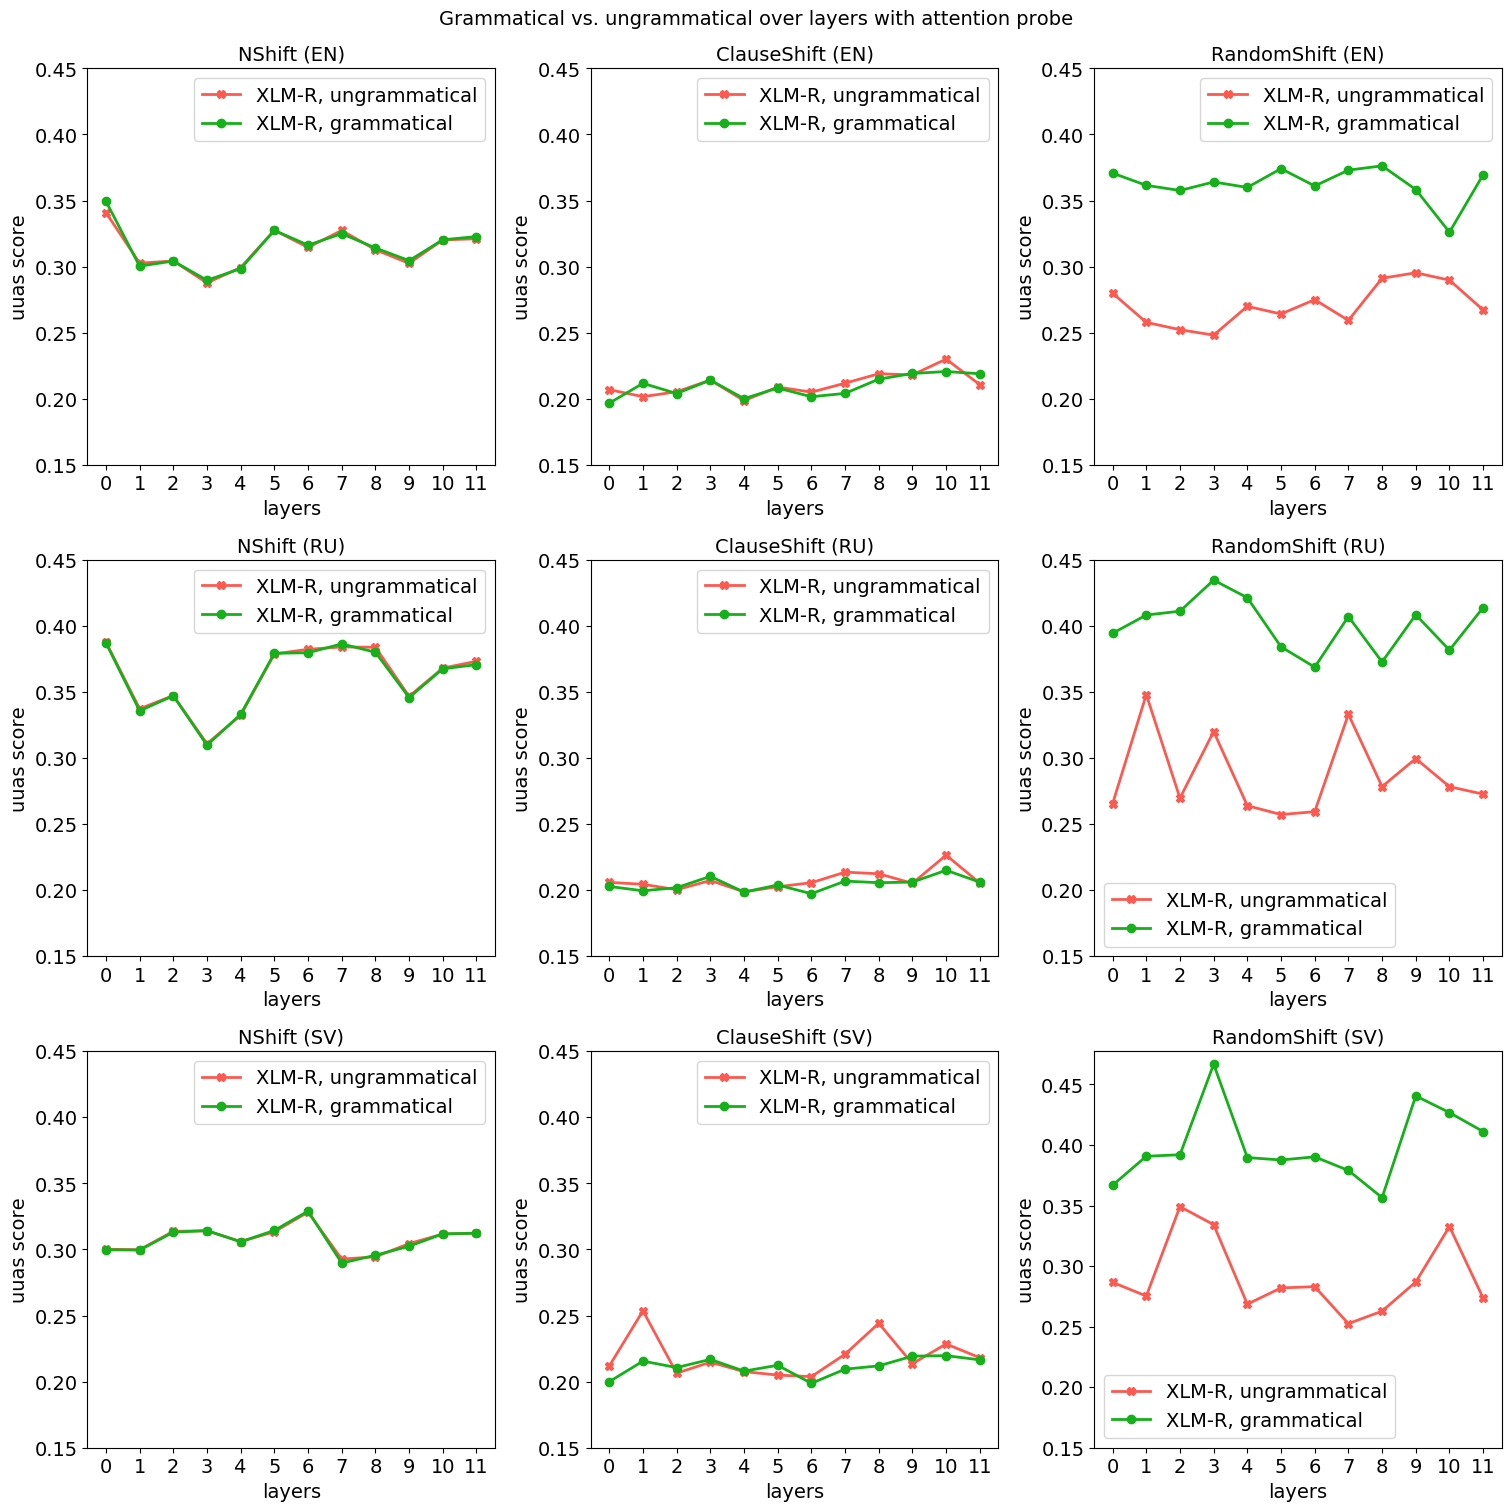 Grammatical vs. ungrammatical over layers with attention probe
NShift (EN)
XLM-R, ungrammatical
XLM-R, grammatical
uuas score
0.45
0.40
0.35
0.30
0.25
0.20
0.15
0 1 2 3 4 5 6 7 8 9 10 11
layers
ClauseShift (EN)
XLM-R, ungrammatical
XLM-R, grammatical
uuas score
0.45
0.40
0.35
0.30
0.25
0.20
0.15
0 1 2 3 4 5 6 7 8 9 10 11
layers
RandomShift (EN)
XLM-R, ungrammatical
XLM-R, grammatical
uuas score
0.45
0.40
0.35
0.30
0.25
0.20
0.15
0 1 2 3 4 5 6 7 8 9 10 11
layers
NShift (RU)
XLM-R, ungrammatical
XLM-R, grammatical
uuas score
0.45
0.40
0.35
0.30
0.25
0.20
0.15
0 1 2 3 4 5 6 7 8 9 10 11
layers
ClauseShift (RU)
XLM-R, ungrammatical
XLM-R, grammatical
uuas score
0.45
0.40
0.35
0.30
0.25
0.20
0.15
0 1 2 3 4 5 6 7 8 9 10 11
layers
RandomShift (RU)
uuas score
0.45
0.40
0.35
0.30
0.25
0.20
0.15
XLM-R, ungrammatical
XLM-R, grammatical
0 1 2 3 4 5 6 7 8 9 10 11
layers
NShift (SV)
XLM-R, ungrammatical
XLM-R, grammatical
uuas score
0.45
0.40
0.35
0.30
0.25
0.20
0.15
0 1 2 3 4 5 6 7 8 9 10 11
layers
ClauseShift (SV)
XLM-R, ungrammatical
XLM-R, grammatical
uuas score
0.45
0.40
0.35
0.30
0.25
0.20
0.15
0 1 2 3 4 5 6 7 8 9 10 11
layers
RandomShift (SV)
uuas score
0.45
0.40
0.35
0.30
0.25
0.20
0.15
XLM-R, ungrammatical
XLM-R, grammatical
0 1 2 3 4 5 6 7 8 9 10 11
layers